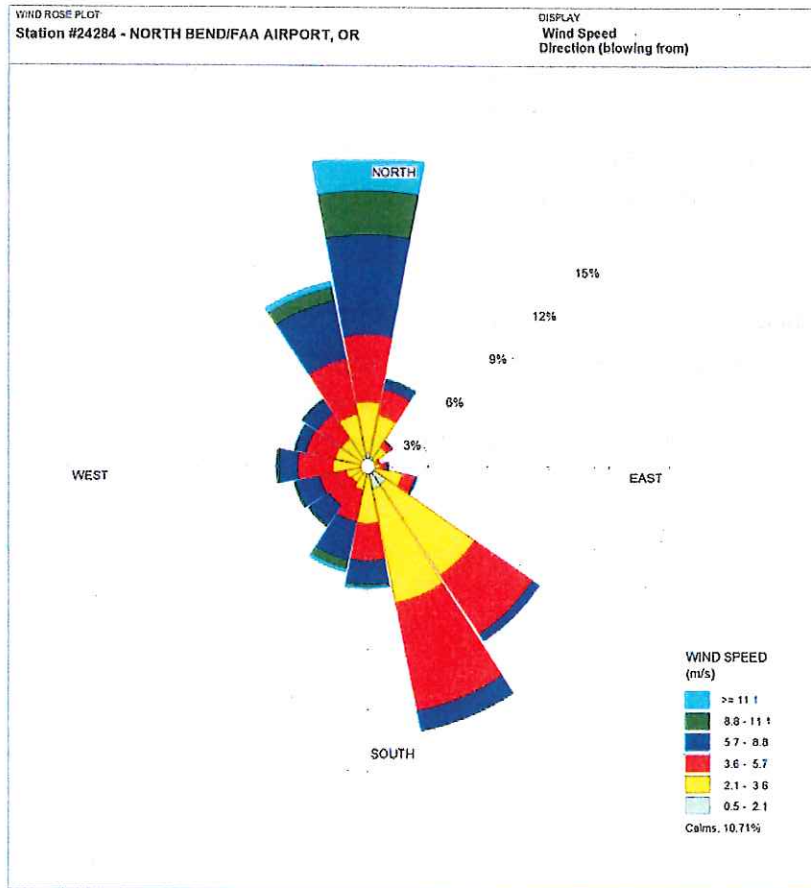 WIND ROSE PLOT
Station #24284 - NORTH BEND/FAA AIRPORT, OR
DISPLAY
Wind Speed
Direction (blowing from)
NORTH
15%
12%
9%
6%
3%
WEST
EAST
SOUTH
WIND SPEED
(m/s)
>= 11 1
8.8 - 11 1
5 7 - 8.8
3.6 - 5.7
2.1 - 3 6
0.5 - 2.1
Calms. 10.71%